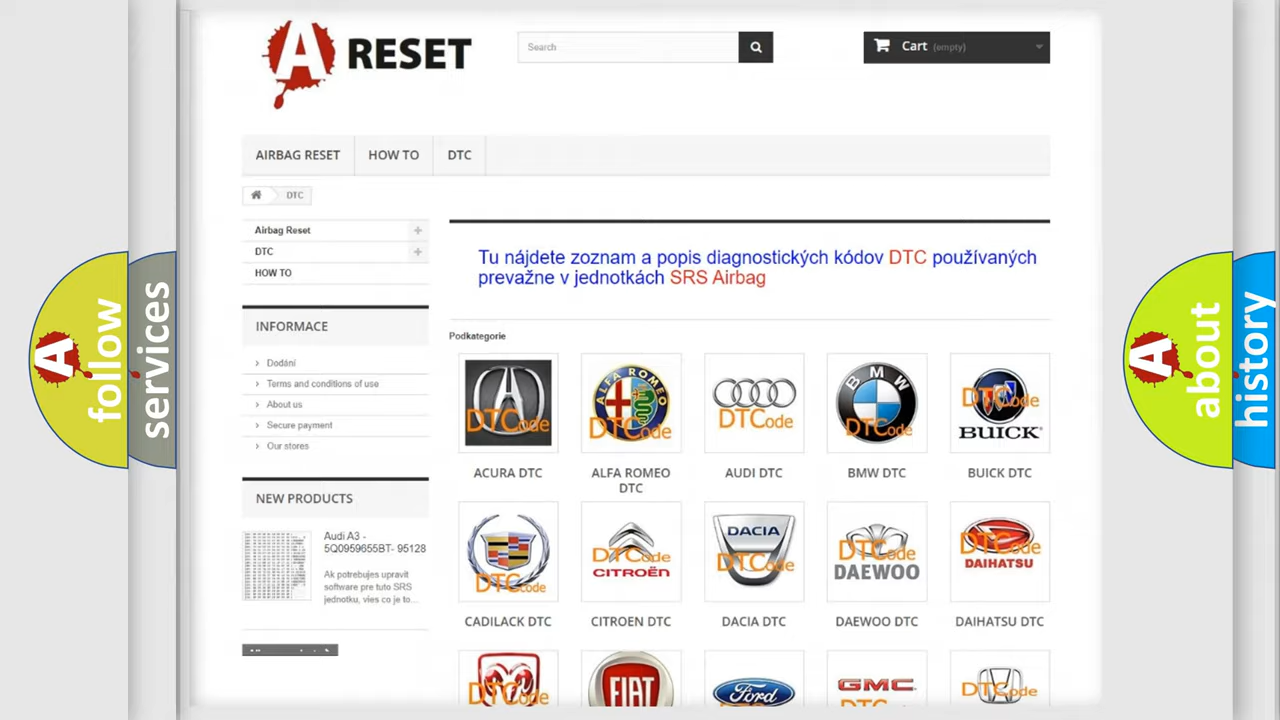 A RESET
Search
Cart (empty)
AIRBAG RESET
HOW TO
DTC
DTC
Airbag Reset
DTC
HOW TO
INFORMACE
Dodání
Terms and conditions of use
About us
Secure payment
Our stores
NEW PRODUCTS
Audi A3 -
5Q0959655BT- 95128
Ak potrebujes upravit
software pre tuto SRS
jednotku, vies co je to...
Tu nájdete zoznam a popis diagnostických kódov DTC používaných
prevažne v jednotkách SRS Airbag
Podkategorie
DTCode
ACURA DTC
ALFA ROMEO
DTCode
ALFA ROMEO
DTC
DTCode
AUDI DTC
BMW
DTCode
BMW DTC
DTCode
BUICK
BUICK DTC
DTCode
CADILACK DTC
DTCode
CITROËN
CITROEN DTC
DACIA
DTCode
DACIA DTC
DTCode
DAEWOO
DAEWOO DTC
DTCode
DAIHATSU
DAIHATSU DTC
DTCode
FIAT
Ford
GMC
DTCode
A follow
services
A about
history